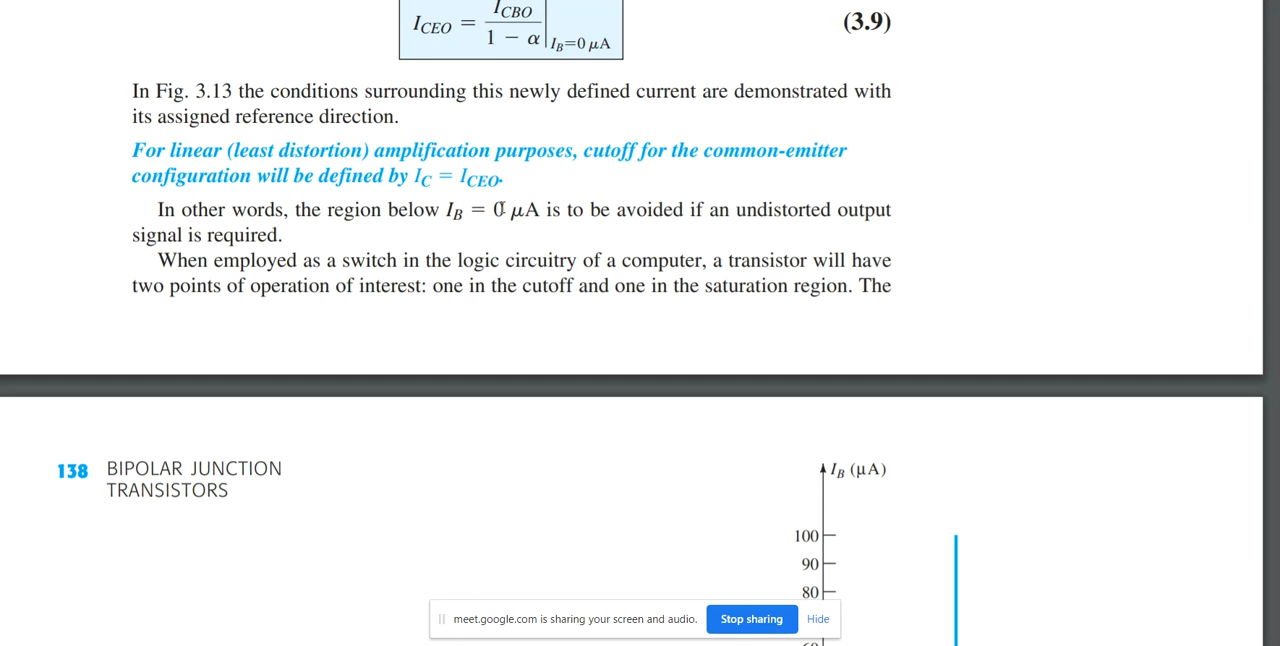 I_CEO = I_CBO / 1 − α | I_B=0 μA
(3.9)
In Fig. 3.13 the conditions surrounding this newly defined current are demonstrated with
its assigned reference direction.
For linear (least distortion) amplification purposes, cutoff for the common-emitter
configuration will be defined by I_C = I_CEO.
In other words, the region below I_B = 0 μA is to be avoided if an undistorted output
signal is required.
When employed as a switch in the logic circuitry of a computer, a transistor will have
two points of operation of interest: one in the cutoff and one in the saturation region. The
138 BIPOLAR JUNCTION
TRANSISTORS
I_B (μA)
100
90
80
meet.google.com is sharing your screen and audio. Stop sharing Hide